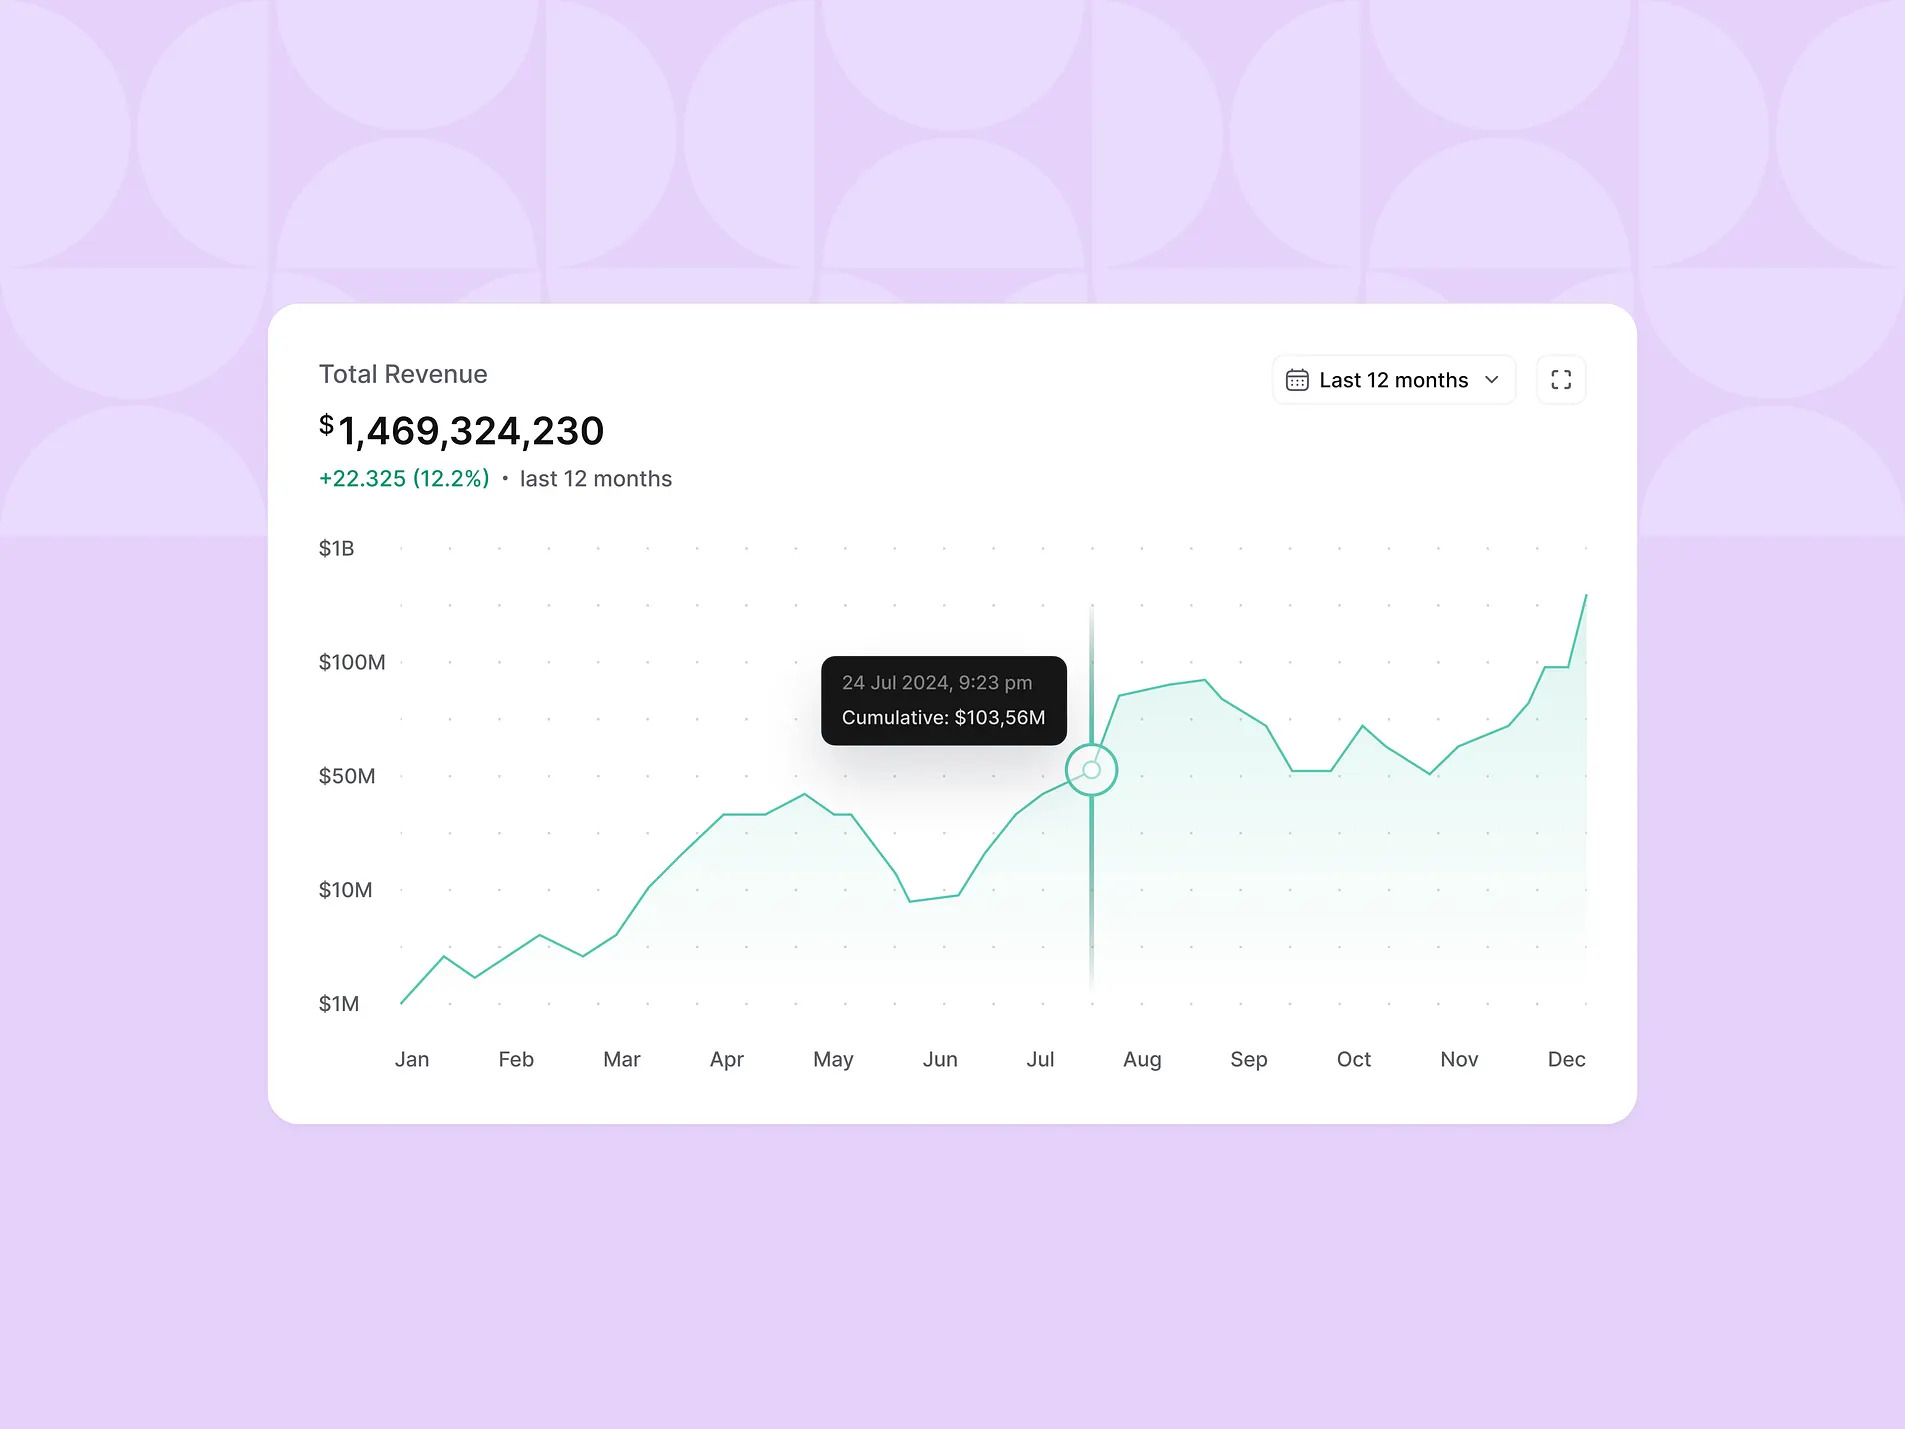 Total Revenue
Last 12 months
$1,469,324,230
+22.325 (12.2%) • last 12 months
$1B
$100M
24 Jul 2024, 9:23 pm
Cumulative: $103,56M
$50M
$10M
$1M
Jan Feb Mar Apr May Jun Jul Aug Sep Oct Nov Dec